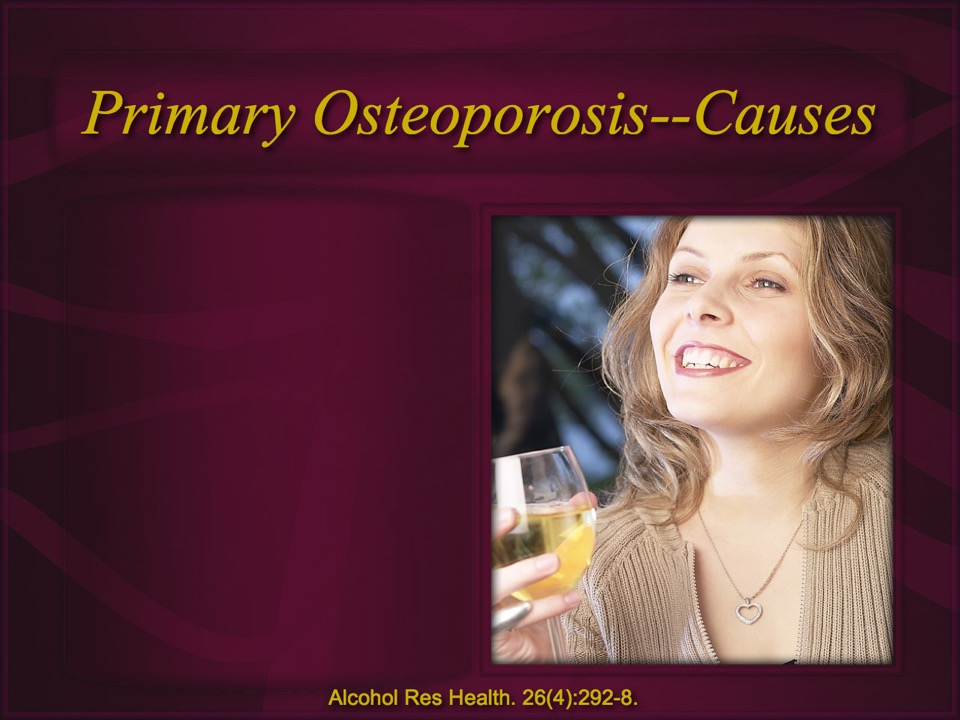 Primary Osteoporosis--Causes
Alcohol Res Health. 26(4):292-8.